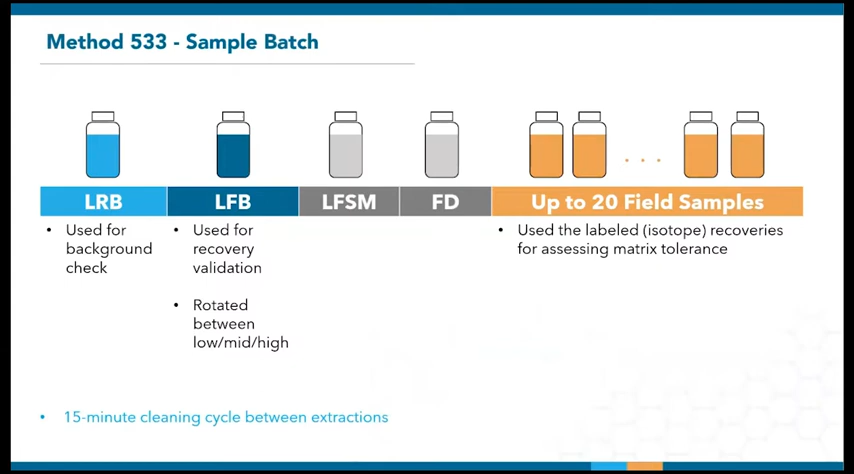 Method 533 - Sample Batch
LRB
LFB
LFSM
FD
Up to 20 Field Samples
• Used for
background
check
• Used for
recovery
validation
• Rotated
between
low/mid/high
• Used the labeled (isotope) recoveries
for assessing matrix tolerance
• 15-minute cleaning cycle between extractions